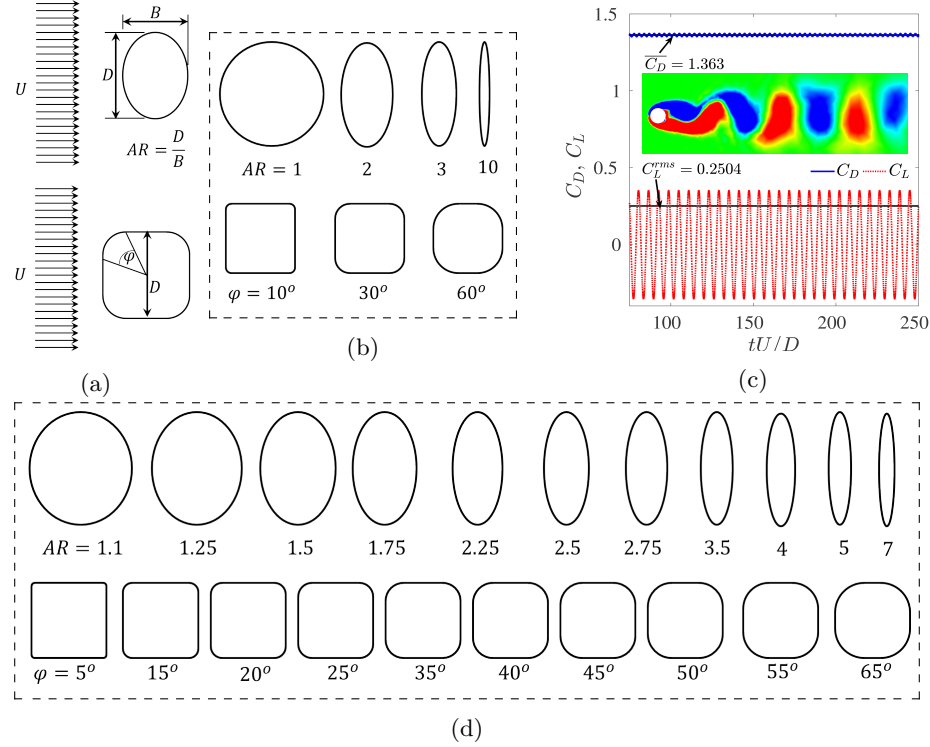 B
D
U
AR = D/B
U
φ
D
(a)
AR = 1 2 3 10
φ = 10° 30° 60°
(b)
1.5
1
0.5
0
C_D, C_L
\overline{C_D} = 1.363
C_L^{rms} = 0.2504
C_D C_L
100 150 200 250
tU/D
(c)
AR = 1.1 1.25 1.5 1.75 2.25 2.5 2.75 3.5 4 5 7
φ = 5° 15° 20° 25° 35° 40° 45° 50° 55° 65°
(d)